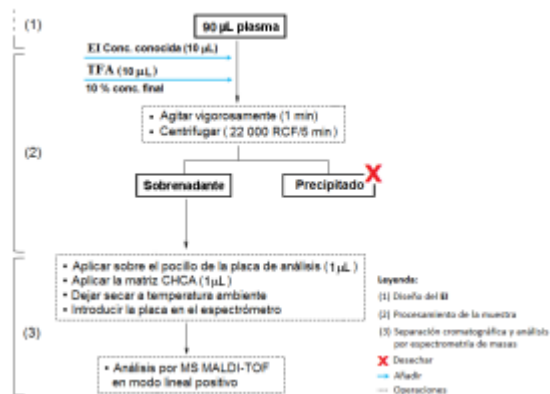 (1)
90 µL plasma
EI Conc. conocida (10 µL)
TFA (10 µL)
10 % conc. final
• Agitar vigorosamente (1 min)
• Centrifugar (22 000 RCF/5 min)
(2)
Sobrenadante
Precipitado
X
• Aplicar sobre el pocillo de la placa de análisis (1µL)
• Aplicar la matriz CHCA (1µL)
• Dejar secar a temperatura ambiente
• Introducir la placa en el espectrómetro
(3)
• Análisis por MS MALDI-TOF
en modo lineal positivo
Leyenda:
(1) Diseño del EI
(2) Procesamiento de la muestra
(3) Separación cromatográfica y análisis
por espectrometría de masas
X Desechar
Añadir
Operaciones